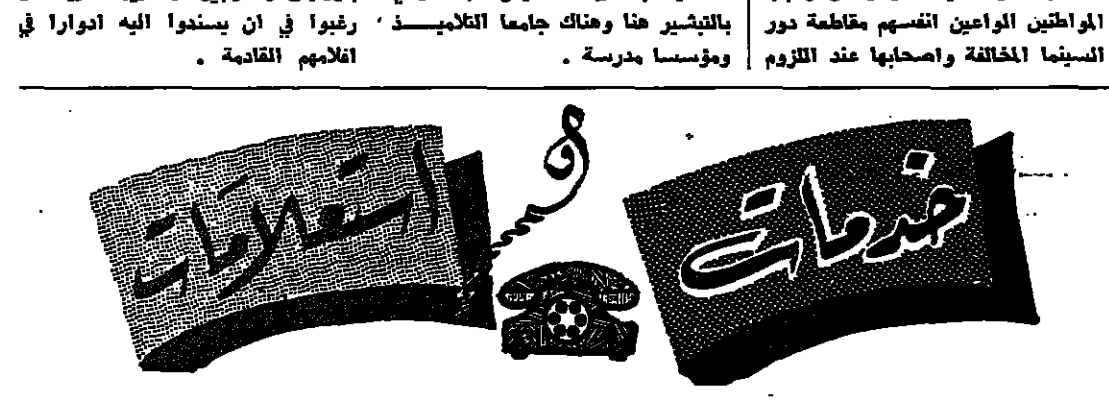 المواطنين الواعين انفسهم مقاطعة دور
السينما المخالفة واصحابها عند اللزوم
بالتبشير هنا وهناك جامعا التلاميــــذ ،
ومؤسسا مدرسة .
رغبوا في ان يسندوا اليه ادوارا في
افلامهم القادمة .
خدمات
و
استعلامات